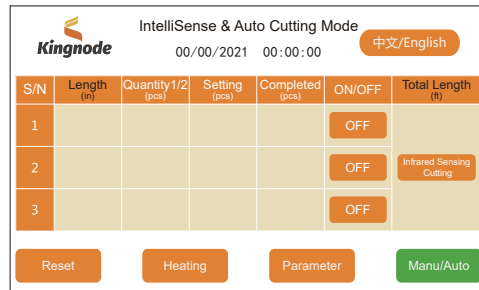 IntelliSense & Auto Cutting Mode
Kingnode
00/00/2021 00:00:00
中文/English
S/N Length Quantity1/2 Setting Completed ON/OFF Total Length
(in) (pcs) (pcs) (pcs) (ft)
1 OFF
2 OFF Infrared Sensing
Cutting
3 OFF
Reset Heating Parameter Manu/Auto